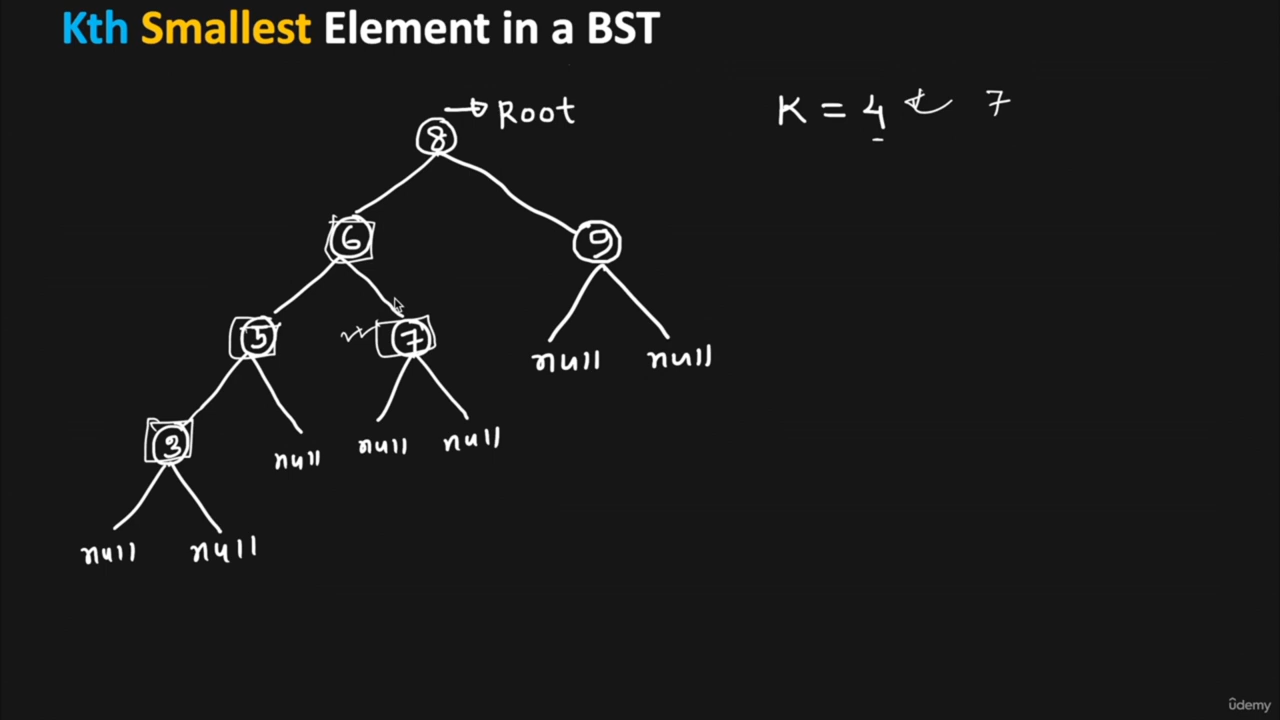 Kth Smallest Element in a BST
Root
K = 4 7
8
6
9
5
7
null null
3
null null null
null null
ûdemy